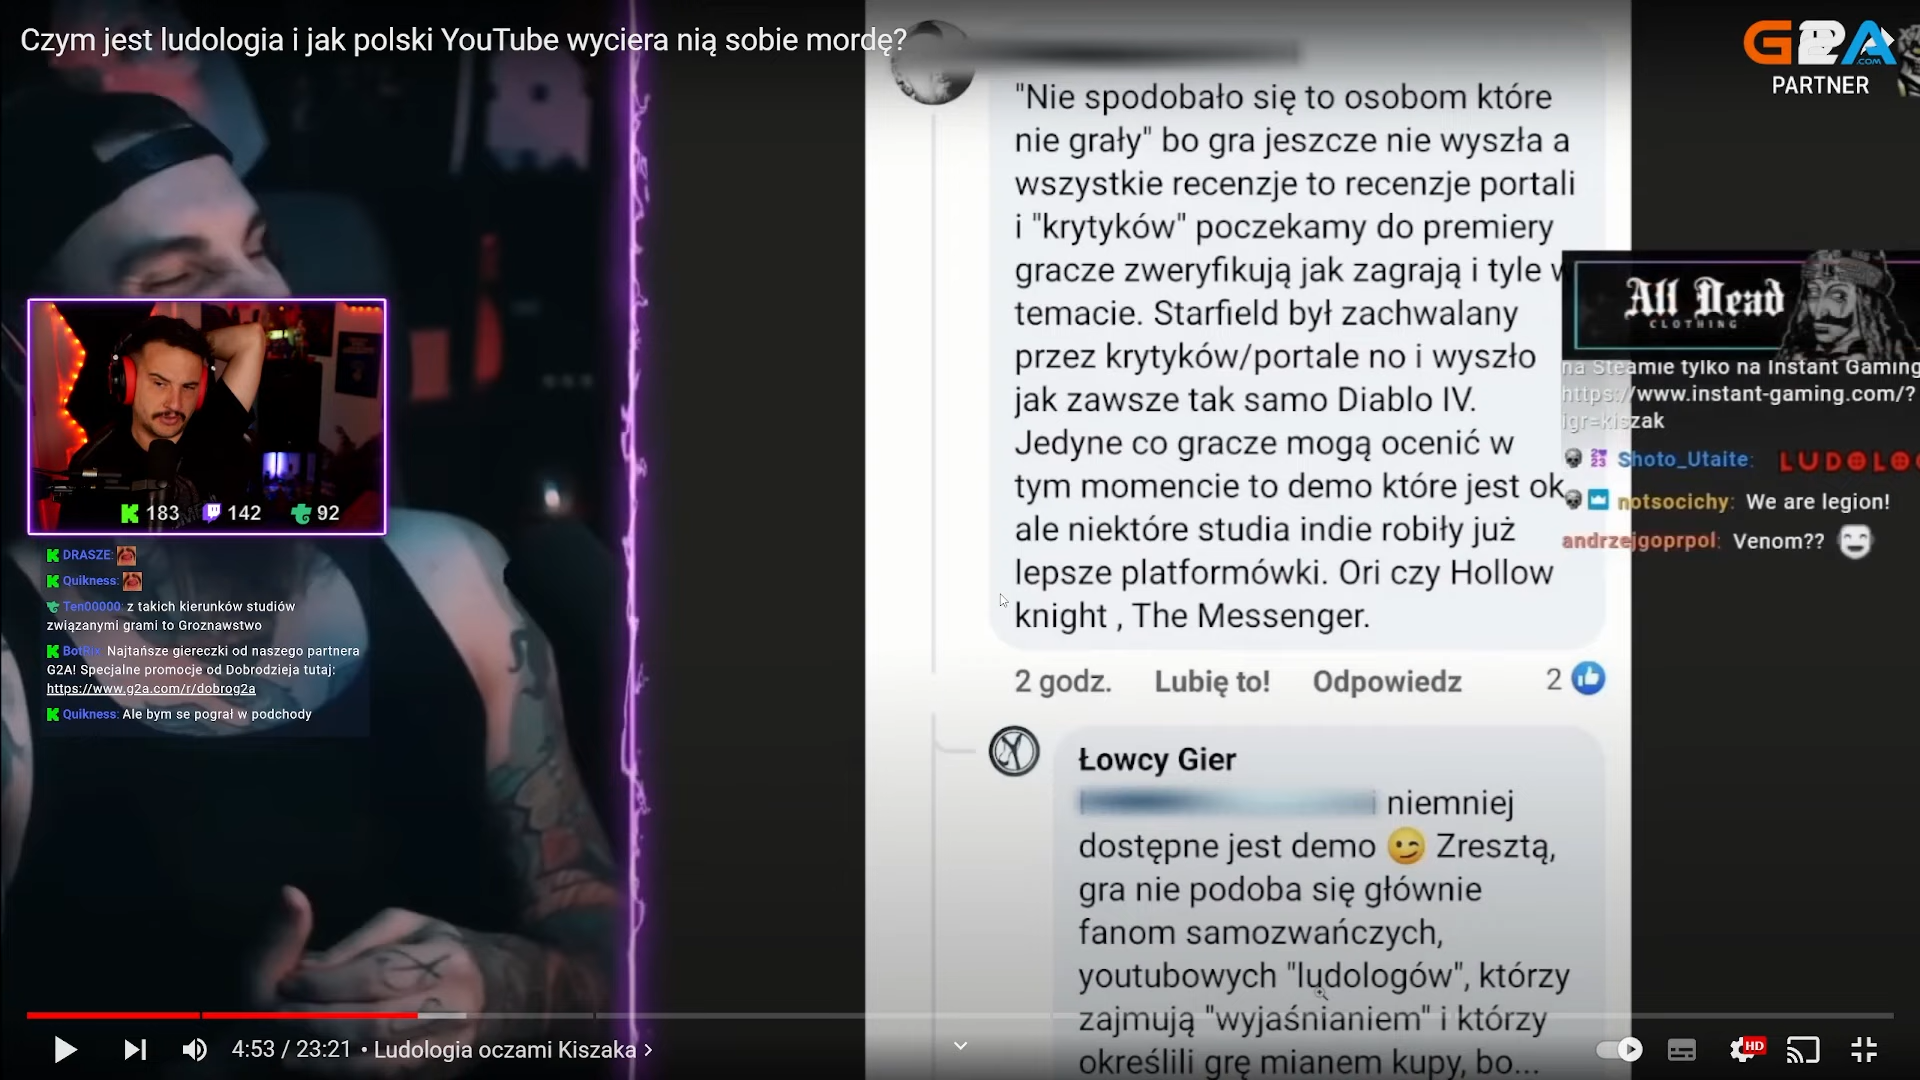 Czym jest ludologia i jak polski YouTube wyciera nią sobie mordę?
G2A
.COM
PARTNER
"Nie spodobało się to osobom które
nie grały" bo gra jeszcze nie wyszła a
wszystkie recenzje to recenzje portali
i "krytyków" poczekamy do premiery
gracze zweryfikują jak zagrają i tyle w
temacie. Starfield był zachwalany
przez krytyków/portale no i wyszło
jak zawsze tak samo Diablo IV.
Jedyne co gracze mogą ocenić w
tym momencie to demo które jest ok
ale niektóre studia indie robiły już
lepsze platformówki. Ori czy Hollow
knight , The Messenger.
2 godz. Lubię to! Odpowiedz 2
Łowcy Gier
niemniej
dostępne jest demo 😉 Zresztą,
gra nie podoba się głównie
fanom samozwańczych,
youtubowych "ludologów", którzy
zajmują "wyjaśnianiem" i którzy
określili grę mianem kupy, bo...
All Dead
CLOTHING
na Steamie tylko na Instant Gaming
https://www.instant-gaming.com/?
igr=kiszak
Shoto_Utaite: LUDOLO
notsocichy: We are legion!
andrzejgoprpol: Venom??
183 142 92
DRASZE:
Quikness:
Ten00000: z takich kierunków studiów
związanymi grami to Groznawstwo
BotRix: Najtańsze giereczki od naszego partnera
G2A! Specjalne promocje od Dobrodzieja tutaj:
https://www.g2a.com/r/dobrog2a
Quikness: Ale bym se pograł w podchody
4:53 / 23:21 • Ludologia oczami Kiszaka
HD